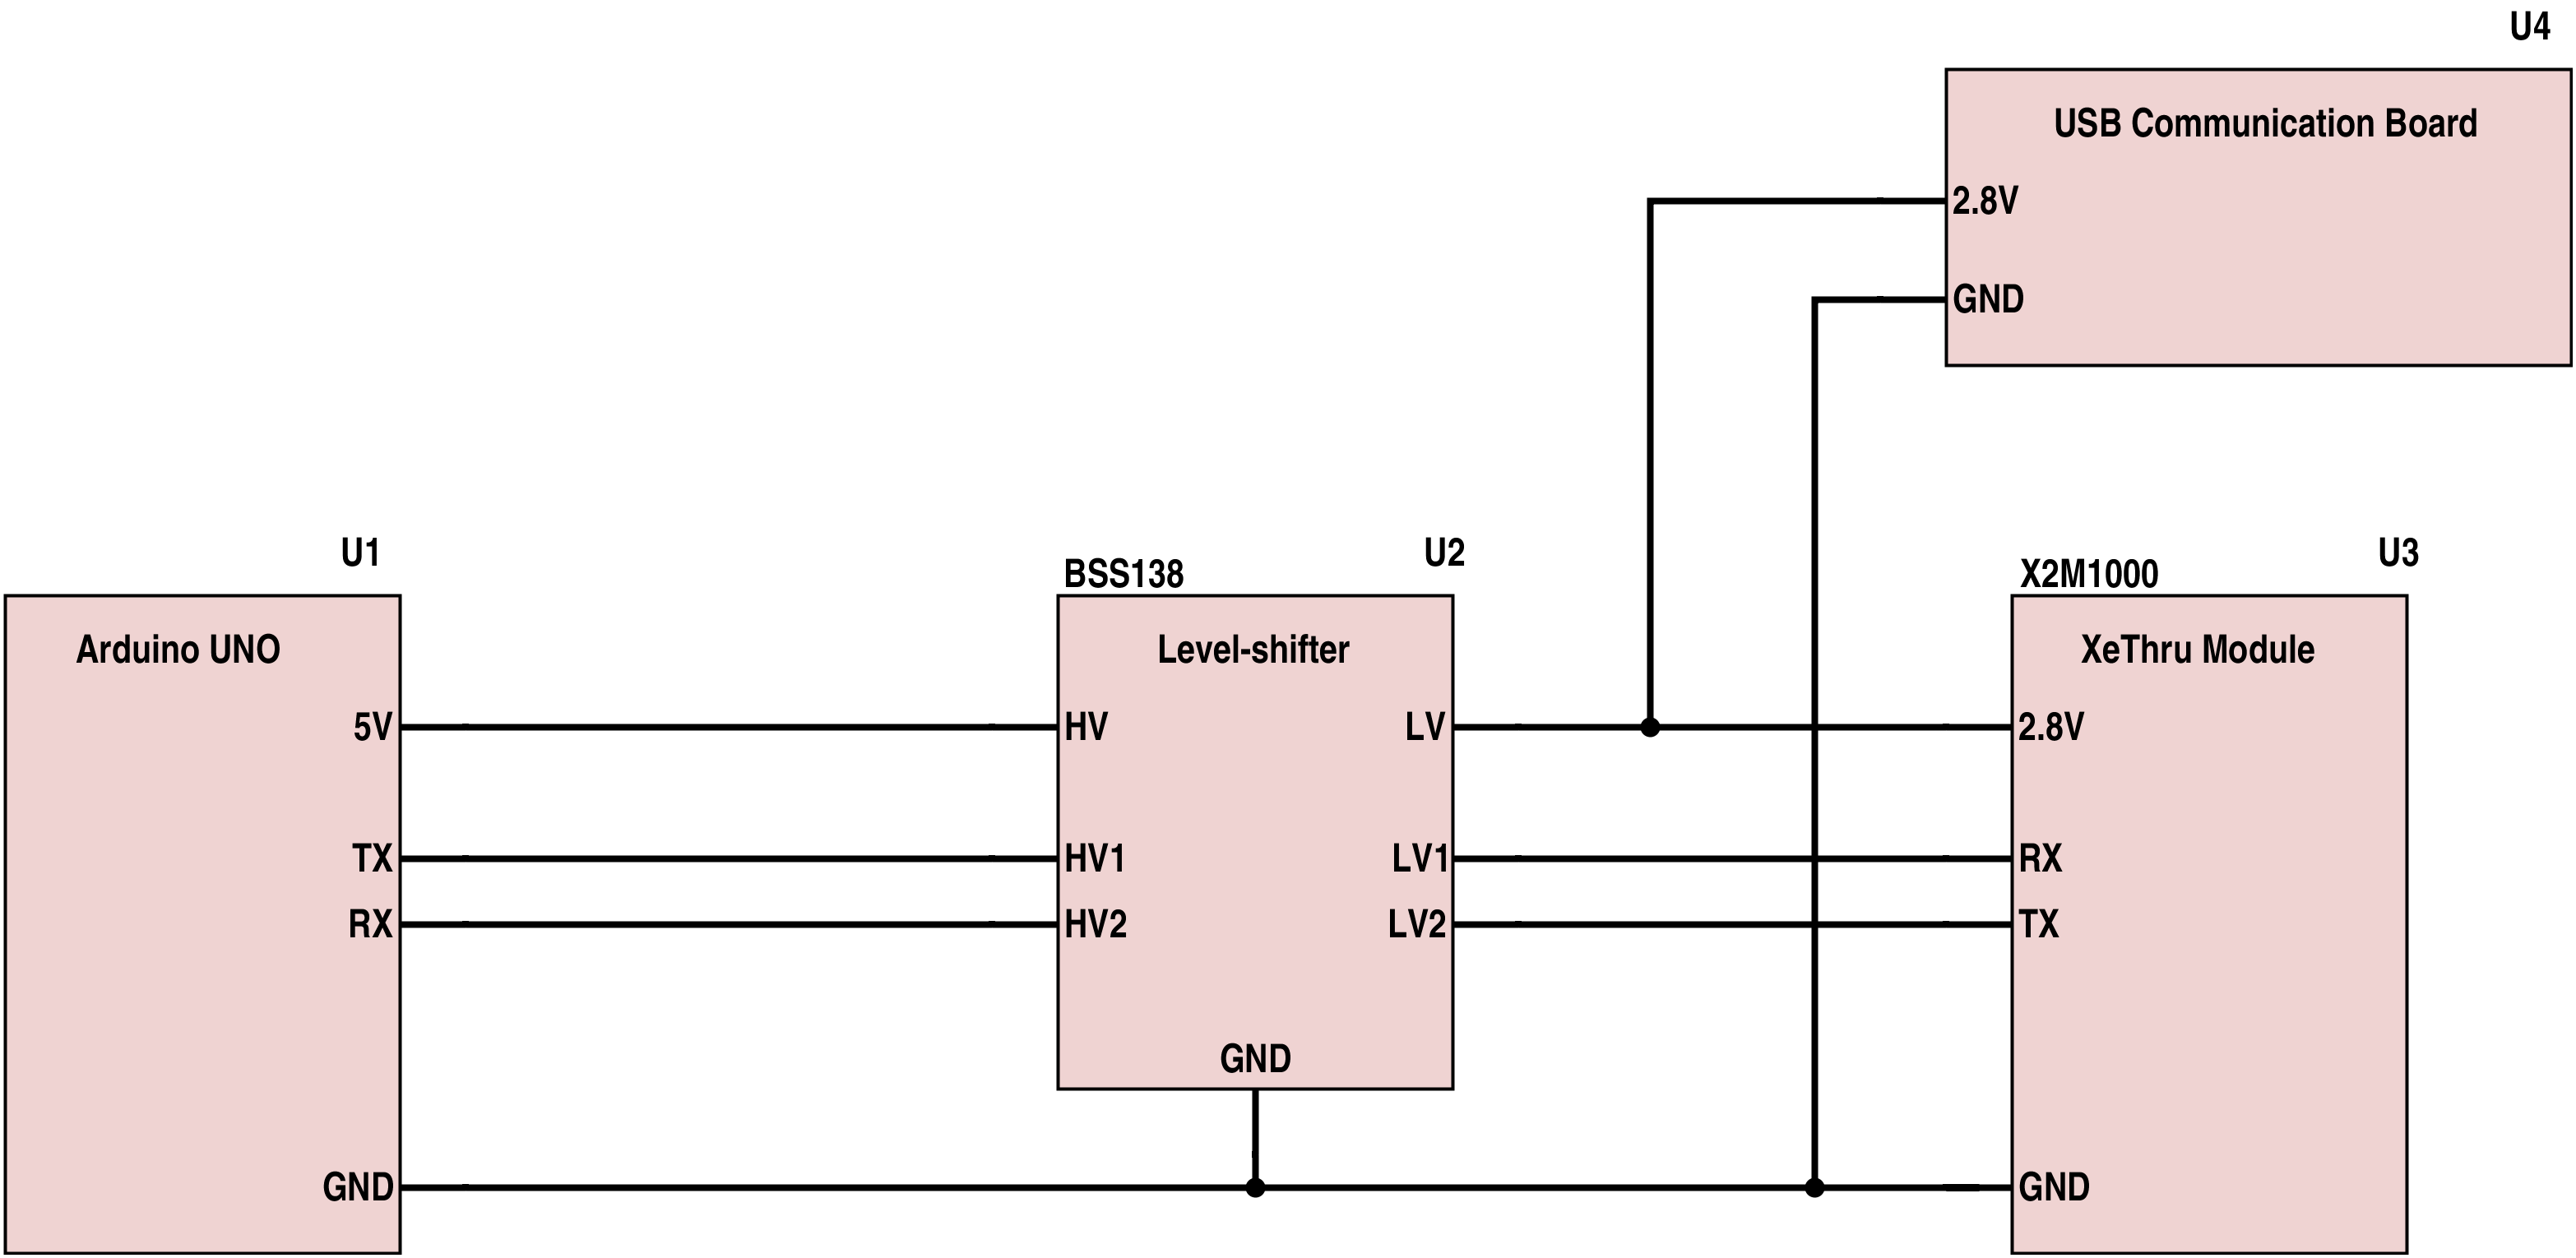 U4
USB Communication Board
2.8V
GND
U1
Arduino UNO
5V
TX
RX
GND
BSS138
U2
Level-shifter
HV
LV
HV1
LV1
HV2
LV2
GND
X2M1000
U3
XeThru Module
2.8V
RX
TX
GND